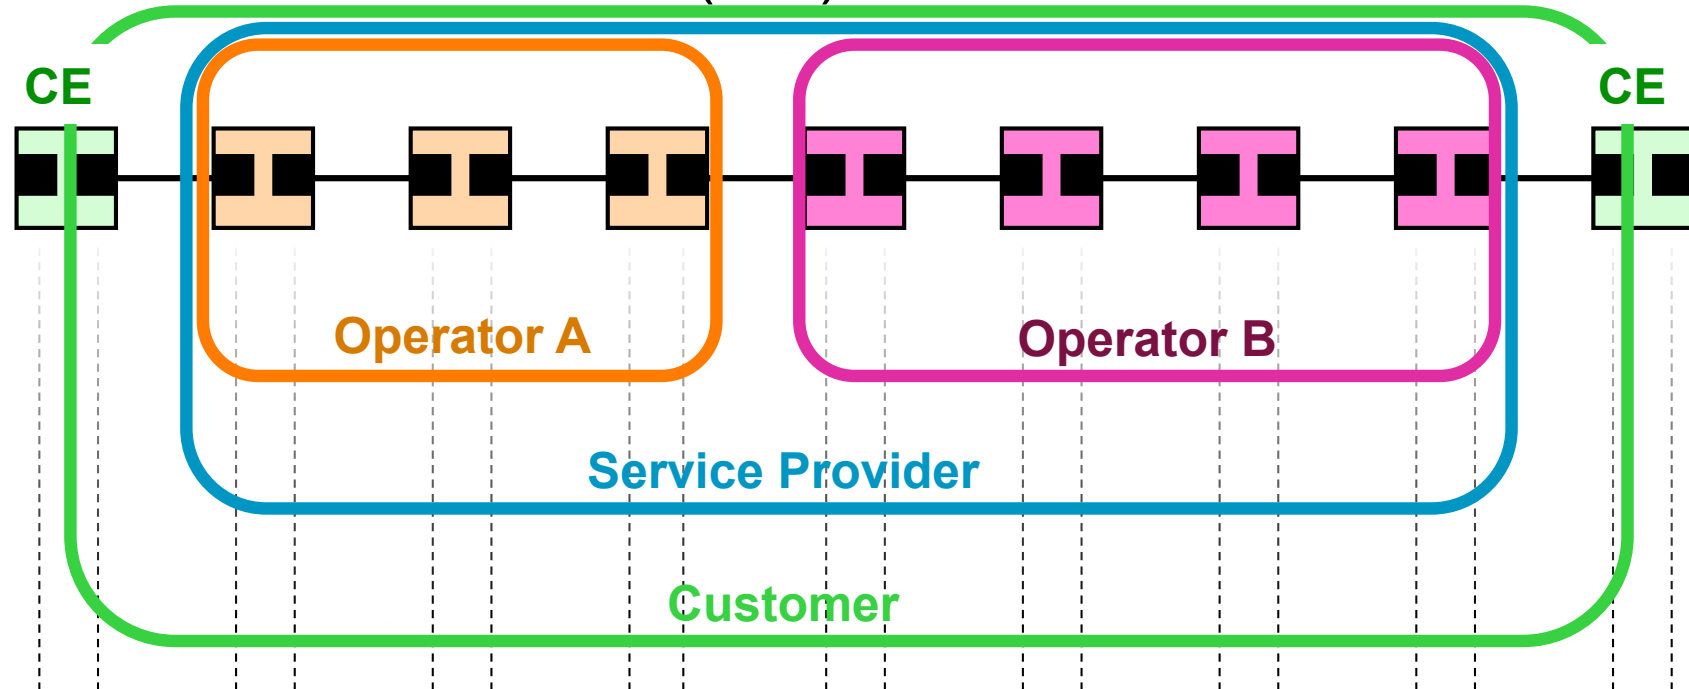 CE
CE
Operator A
Operator B
Service Provider
Customer